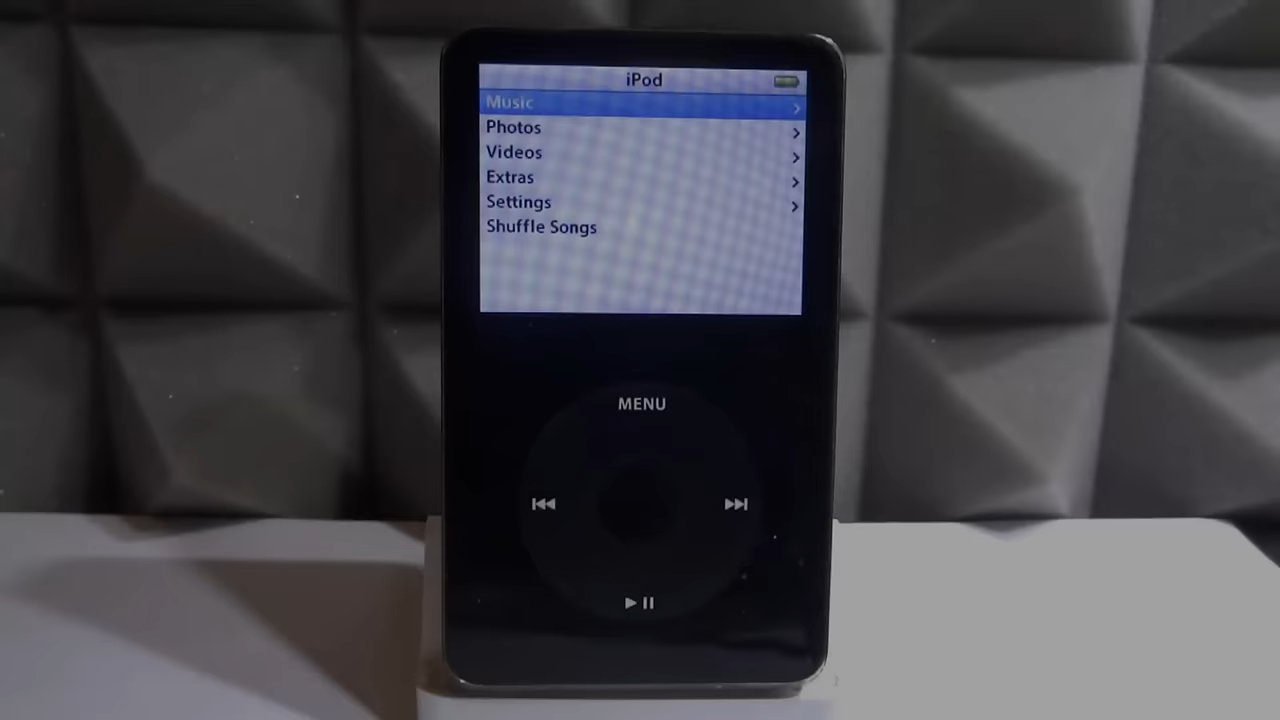 iPod
Music
Photos
Videos
Extras
Settings
Shuffle Songs
MENU